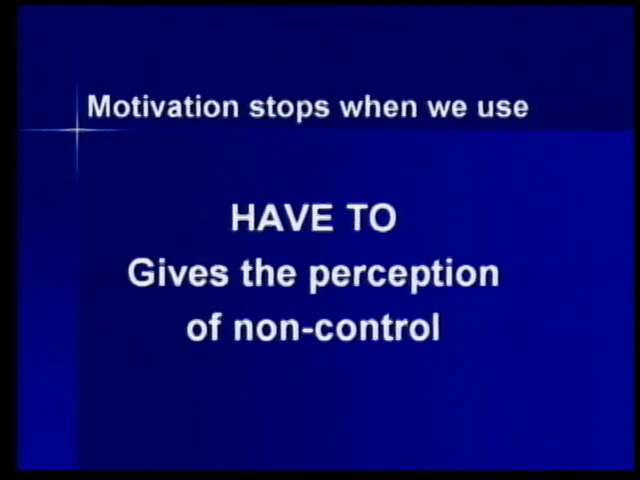 Motivation stops when we use
HAVE TO
Gives the perception
of non-control